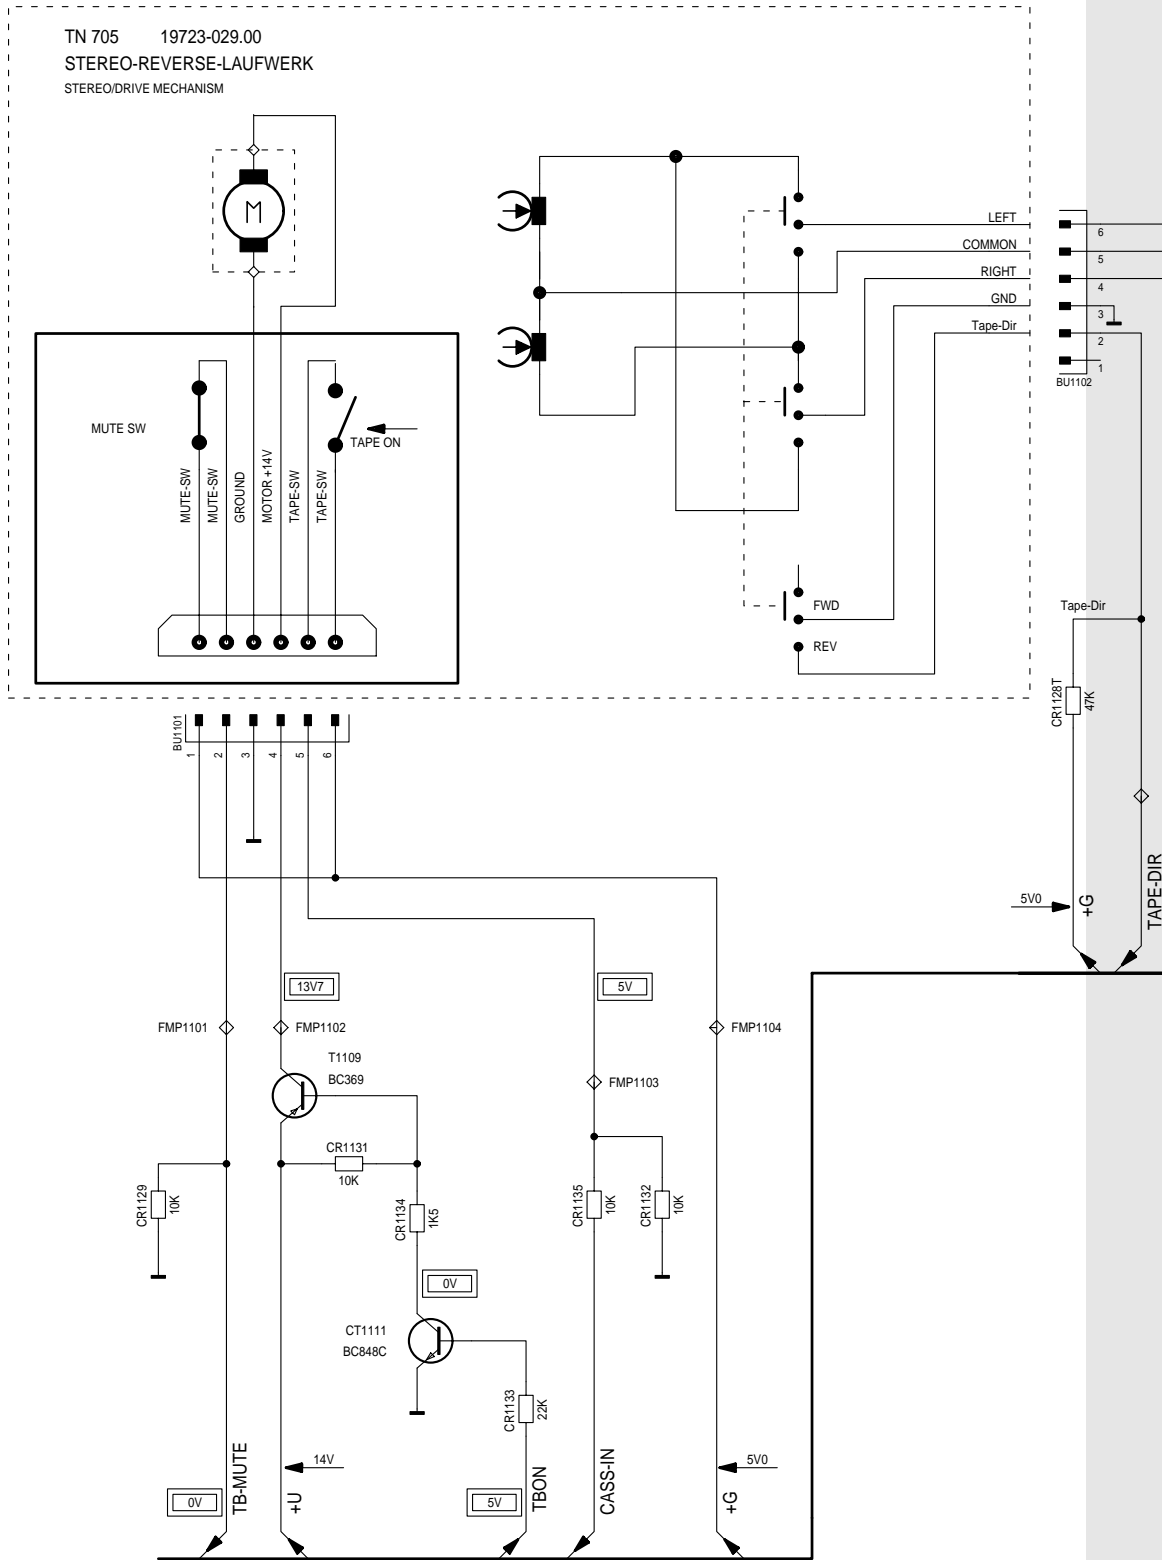 TN 705 19723-029.00
STEREO-REVERSE-LAUFWERK
STEREO/DRIVE MECHANISM
M
LEFT
COMMON
RIGHT
GND
Tape-Dir
6
5
4
3
2
1
BU1102
MUTE SW
TAPE ON
MUTE-SW
MUTE-SW
GROUND
MOTOR +14V
TAPE-SW
TAPE-SW
FWD
REV
Tape-Dir
CR1128T
47K
BU1101
1
2
3
4
5
6
5V0
+G
TAPE-DIR
13V7
5V
FMP1101
FMP1102
FMP1104
T1109
BC369
FMP1103
CR1131
10K
CR1129
10K
CR1134
1K5
CR1135
10K
CR1132
10K
0V
CT1111
BC848C
CR1133
22K
TB-MUTE
14V
+U
TBON
CASS-IN
5V0
+G
0V
5V